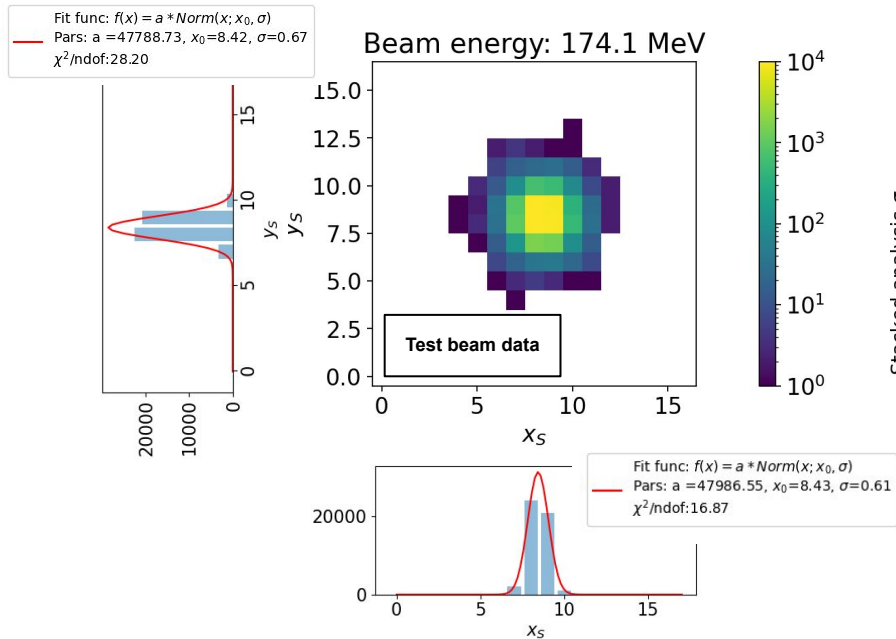 Fit func: f(x) = a * Norm(x; x₀, σ)
Pars: a =47788.73, x₀=8.42, σ=0.67
χ²/ndof:28.20
Beam energy: 174.1 MeV
15.0
12.5
10.0
7.5
5.0
2.5
0.0
y_S
0 5 10 15
x_S
Test beam data
10⁴
10³
10²
10¹
10⁰
15
10
5
0
y_S
20000
10000
0
Fit func: f(x) = a * Norm(x; x₀, σ)
Pars: a =47986.55, x₀=8.43, σ=0.61
χ²/ndof:16.87
20000
0
0 5 10 15
x_S